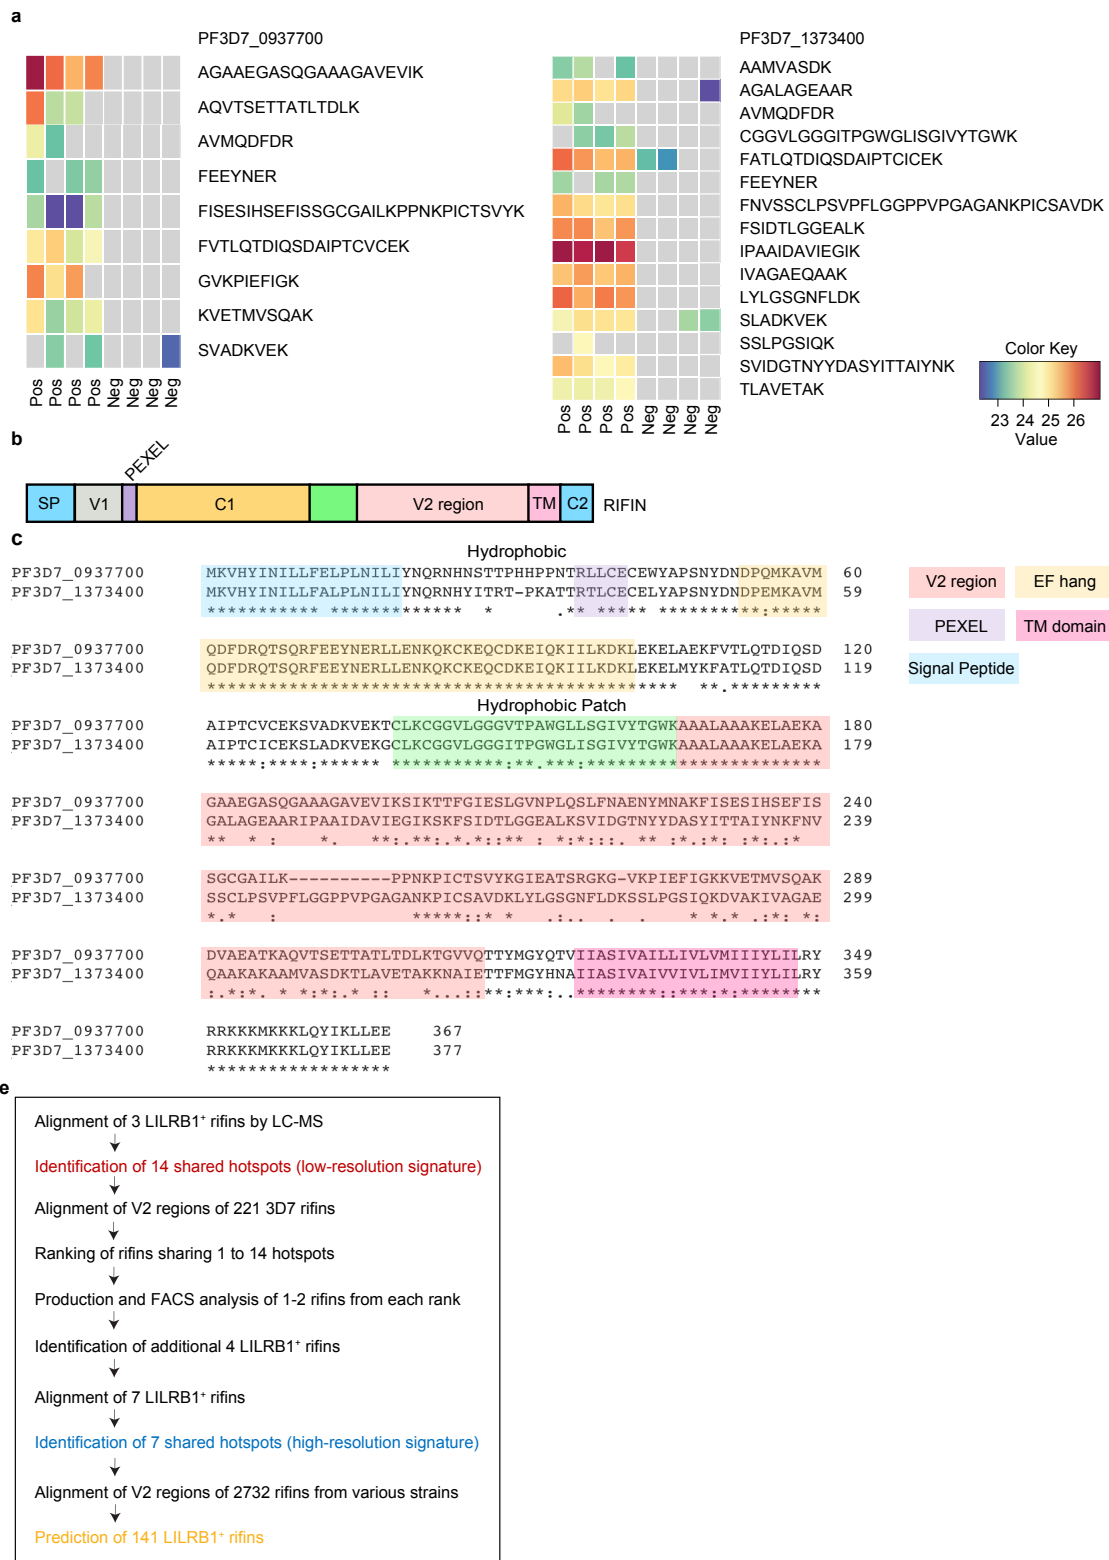 a
PF3D7_0937700
AGAAEGASQGAAAGAVEVIK
AQVTSETTATLTDLK
AVMQDFDR
FEEYNER
FISESIHSEFISSGCGAILKPPNKPICTSVYK
FVTLQTDIQSDAIPTCVCEK
GVKPIEFIGK
KVETMVSQAK
SVADKVEK
Pos Pos Pos Pos Neg Neg Neg Neg
PF3D7_1373400
AAMVASDK
AGALAGEAAR
AVMQDFDR
CGGVLGGGITPGWGLISGIVYTGWK
FATLQTDIQSDAIPTCICEK
FEEYNER
FNVSSCLPSVPFLGGPPVPGAGANKPICSAVDK
FSIDTLGGEALK
IPAAIDAVIEGIK
IVAGAEQAAK
LYLGSGNFLDK
SLADKVEK
SSLPGSIQK
SVIDGTNYYDASYITTAIYNK
TLAVETAK
Pos Pos Pos Pos Neg Neg Neg Neg
Color Key
23 24 25 26
Value
b
SP V1 PEXEL C1 V2 region TM C2 RIFIN
c
Hydrophobic
PF3D7_0937700 MKVHYINILLFELPLNILIYNQRNHNSTTPHHPPNTRLLCECEWYAPSNYDNDPQMKAVM 60
PF3D7_1373400 MKVHYINILLFALPLNILIYNQRNHYITRT-PKATTRTLCECELYAPSNYDNDPEMKAVM 59
*********** ************* * .** ***** **********:*****
PF3D7_0937700 QDFDRQTSQRFEEYNERLLENKQKCKEQCDKEIQKIILKDKLEKELAEKFVTLQTDIQSD 120
PF3D7_1373400 QDFDRQTSQRFEEYNERLLENKQKCKEQCDKEIQKIILKDKLEKELMYKFATLQTDIQSD 119
********************************************** **.*********
Hydrophobic Patch
PF3D7_0937700 AIPTCVCEKSVADKVEKTCLKCGGVLGGGVTPAWGLLSGIVYTGWKAAALAAAKELAEKA 180
PF3D7_1373400 AIPTCICEKSLADKVEKGCLKCGGVLGGGITPGWGLISGIVYTGWKAAALAAAKELAEKA 179
*****:****:****** ***********:**.***:***********************
PF3D7_0937700 GAAEGASQGAAAGAVEVIKSIKTTFGIESLGVNPLQSLFNAENYMNAKFISESIHSEFIS 240
PF3D7_1373400 GALAGEAARIPAAIDAVIEGIKSKFSIDTLGGEALKSVIDGTNYYDASYITTAIYNKFNV 239
** * : *. **:.**:.*.*::** : *:*:::. ** :*.:*: :*:.:*
PF3D7_0937700 SGCGAILK----------PPNKPICTSVYKGIEATSRGKG-VKPIEFIGKKVETMVSQAK 289
PF3D7_1373400 SSCLPSVPFLGGPPVPGAGANKPICSAVDKLYLGSGNFLDKSSLPGSIQKDVAKIVAGAE 299
*.* : *****::* * .:.. . . * *.* .:*: *:
PF3D7_0937700 DVAEATKAQVTSETTATLTDLKTGVVQTTYMGYQTVIIASIVAILLIVLVMIIIYLILRY 349
PF3D7_1373400 QAAKAKAAMVASDKTLAVETAKKNAIETTFMGYHNAIIASIVAIVVIVLIMVIIYLILRY 359
:.*:*. * *:*:.* :: *...::**:***:..********::***:*:********
PF3D7_0937700 RRKKKMKKKLQYIKLLEE 367
PF3D7_1373400 RRKKKMKKKLQYIKLLEE 377
******************
V2 region
EF hang
PEXEL
TM domain
Signal Peptide
e
Alignment of 3 LILRB1+ rifins by LC-MS
Identification of 14 shared hotspots (low-resolution signature)
Alignment of V2 regions of 221 3D7 rifins
Ranking of rifins sharing 1 to 14 hotspots
Production and FACS analysis of 1-2 rifins from each rank
Identification of additional 4 LILRB1+ rifins
Alignment of 7 LILRB1+ rifins
Identification of 7 shared hotspots (high-resolution signature)
Alignment of V2 regions of 2732 rifins from various strains
Prediction of 141 LILRB1+ rifins